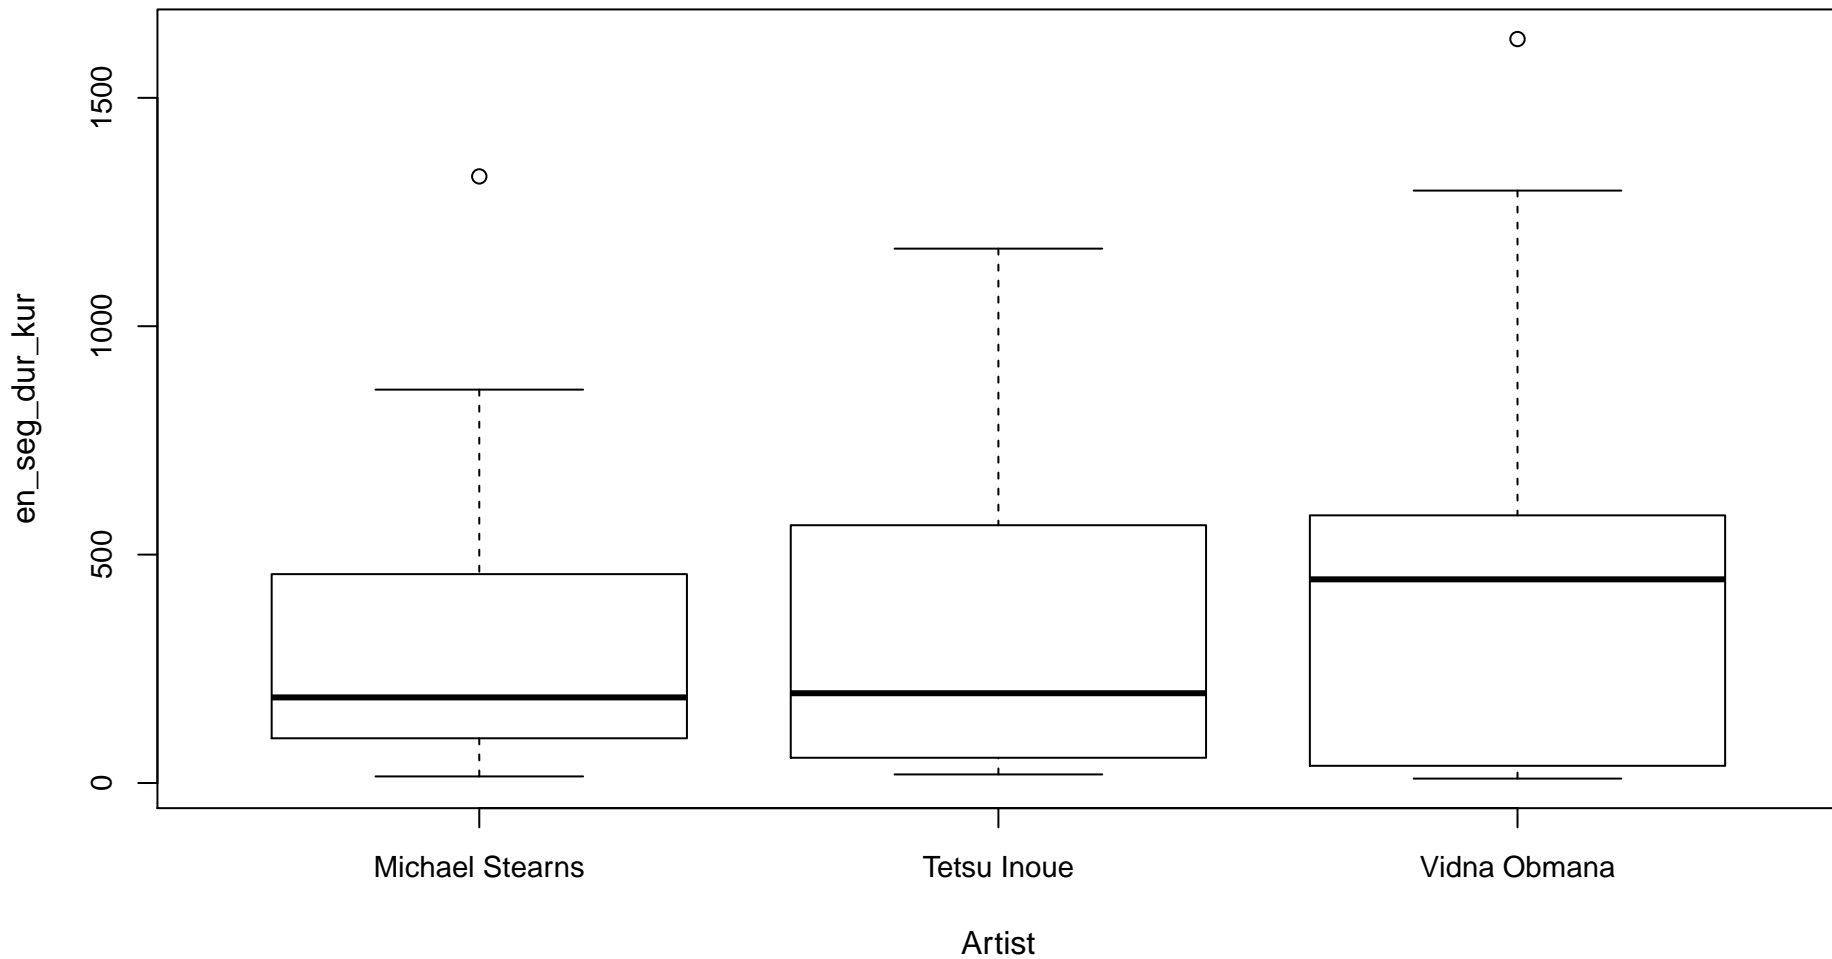 en_seg_dur_kur
1500
1000
500
0
Michael Stearns
Tetsu Inoue
Vidna Obmana
Artist